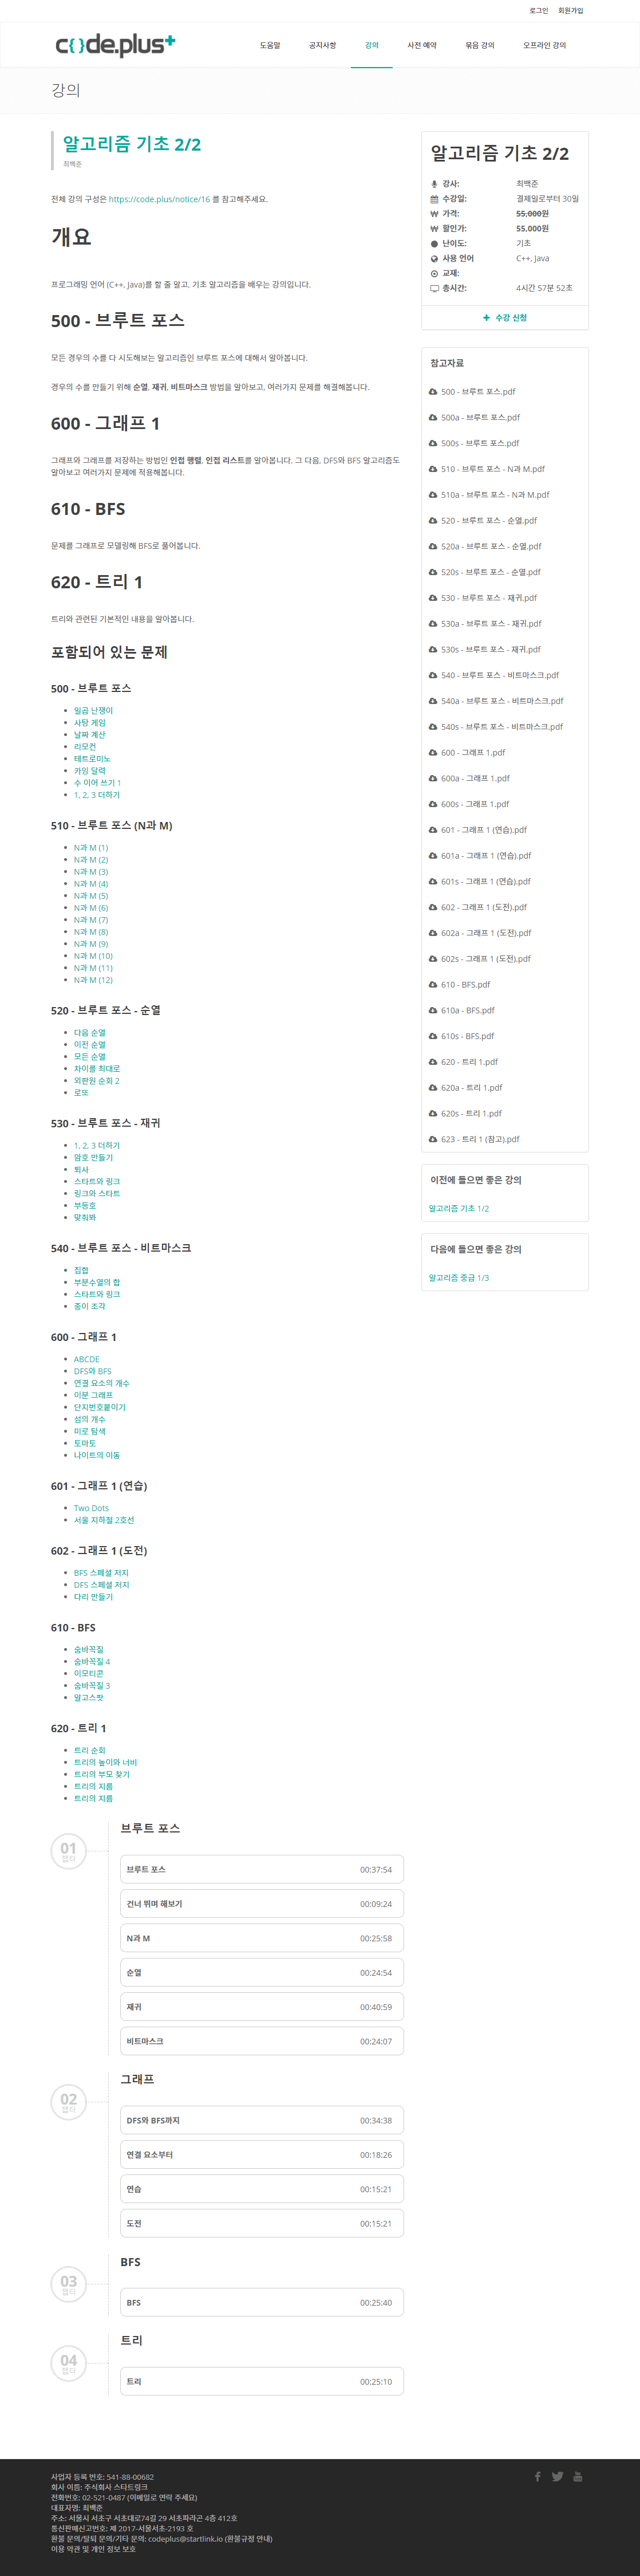 로그인 회원가입
code.plus+
도움말 공지사항 강의 사전 예약 묶음 강의 오프라인 강의
강의
알고리즘 기초 2/2
최백준
전체 강의 구성은 https://code.plus/notice/16 를 참고해주세요.
개요
프로그래밍 언어 (C++, Java)를 할 줄 알고, 기초 알고리즘을 배우는 강의입니다.
500 - 브루트 포스
모든 경우의 수를 다 시도해보는 알고리즘인 브루트 포스에 대해서 알아봅니다.
경우의 수를 만들기 위해 순열, 재귀, 비트마스크 방법을 알아보고, 여러가지 문제를 해결해봅니다.
600 - 그래프 1
그래프와 그래프를 저장하는 방법인 인접 행렬, 인접 리스트를 알아봅니다. 그 다음, DFS와 BFS 알고리즘도
알아보고 여러가지 문제에 적용해봅니다.
610 - BFS
문제를 그래프로 모델링해 BFS로 풀어봅니다.
620 - 트리 1
트리와 관련된 기본적인 내용을 알아봅니다.
포함되어 있는 문제
500 - 브루트 포스
일곱 난쟁이
사탕 게임
날짜 계산
리모컨
테트로미노
카잉 달력
수 이어 쓰기 1
1, 2, 3 더하기
510 - 브루트 포스 (N과 M)
N과 M (1)
N과 M (2)
N과 M (3)
N과 M (4)
N과 M (5)
N과 M (6)
N과 M (7)
N과 M (8)
N과 M (9)
N과 M (10)
N과 M (11)
N과 M (12)
520 - 브루트 포스 - 순열
다음 순열
이전 순열
모든 순열
차이를 최대로
외판원 순회 2
로또
530 - 브루트 포스 - 재귀
1, 2, 3 더하기
암호 만들기
퇴사
스타트와 링크
링크와 스타트
부등호
맞춰봐
540 - 브루트 포스 - 비트마스크
집합
부분수열의 합
스타트와 링크
종이 조각
600 - 그래프 1
ABCDE
DFS와 BFS
연결 요소의 개수
이분 그래프
단지번호붙이기
섬의 개수
미로 탐색
토마토
나이트의 이동
601 - 그래프 1 (연습)
Two Dots
서울 지하철 2호선
602 - 그래프 1 (도전)
BFS 스페셜 저지
DFS 스페셜 저지
다리 만들기
610 - BFS
숨바꼭질
숨바꼭질 4
이모티콘
숨바꼭질 3
알고스팟
620 - 트리 1
트리 순회
트리의 높이와 너비
트리의 부모 찾기
트리의 지름
트리의 지름
01 챕터
브루트 포스
브루트 포스 00:37:54
건너 뛰며 해보기 00:09:24
N과 M 00:25:58
순열 00:24:54
재귀 00:40:59
비트마스크 00:24:07
02 챕터
그래프
DFS와 BFS까지 00:34:38
연결 요소부터 00:18:26
연습 00:15:21
도전 00:15:21
03 챕터
BFS
BFS 00:25:40
04 챕터
트리
트리 00:25:10
알고리즘 기초 2/2
강사: 최백준
수강일: 결제일로부터 30일
가격: 55,000원
할인가: 55,000원
난이도: 기초
사용 언어 C++, Java
교재:
총시간: 4시간 57분 52초
수강 신청
참고자료
500 - 브루트 포스.pdf
500a - 브루트 포스.pdf
500s - 브루트 포스.pdf
510 - 브루트 포스 - N과 M.pdf
510a - 브루트 포스 - N과 M.pdf
520 - 브루트 포스 - 순열.pdf
520a - 브루트 포스 - 순열.pdf
520s - 브루트 포스 - 순열.pdf
530 - 브루트 포스 - 재귀.pdf
530a - 브루트 포스 - 재귀.pdf
530s - 브루트 포스 - 재귀.pdf
540 - 브루트 포스 - 비트마스크.pdf
540a - 브루트 포스 - 비트마스크.pdf
540s - 브루트 포스 - 비트마스크.pdf
600 - 그래프 1.pdf
600a - 그래프 1.pdf
600s - 그래프 1.pdf
601 - 그래프 1 (연습).pdf
601a - 그래프 1 (연습).pdf
601s - 그래프 1 (연습).pdf
602 - 그래프 1 (도전).pdf
602a - 그래프 1 (도전).pdf
602s - 그래프 1 (도전).pdf
610 - BFS.pdf
610a - BFS.pdf
610s - BFS.pdf
620 - 트리 1.pdf
620a - 트리 1.pdf
620s - 트리 1.pdf
623 - 트리 1 (참고).pdf
이전에 들으면 좋은 강의
알고리즘 기초 1/2
다음에 들으면 좋은 강의
알고리즘 중급 1/3
사업자 등록 번호: 541-88-00682
회사 이름: 주식회사 스타트링크
전화번호: 02-521-0487 (이메일로 연락 주세요)
대표자명: 최백준
주소: 서울시 서초구 서초대로74길 29 서초파라곤 4층 412호
통신판매신고번호: 제 2017-서울서초-2193 호
환불 문의/탈퇴 문의/기타 문의: codeplus@startlink.io (환불규정 안내)
이용 약관 및 개인 정보 보호